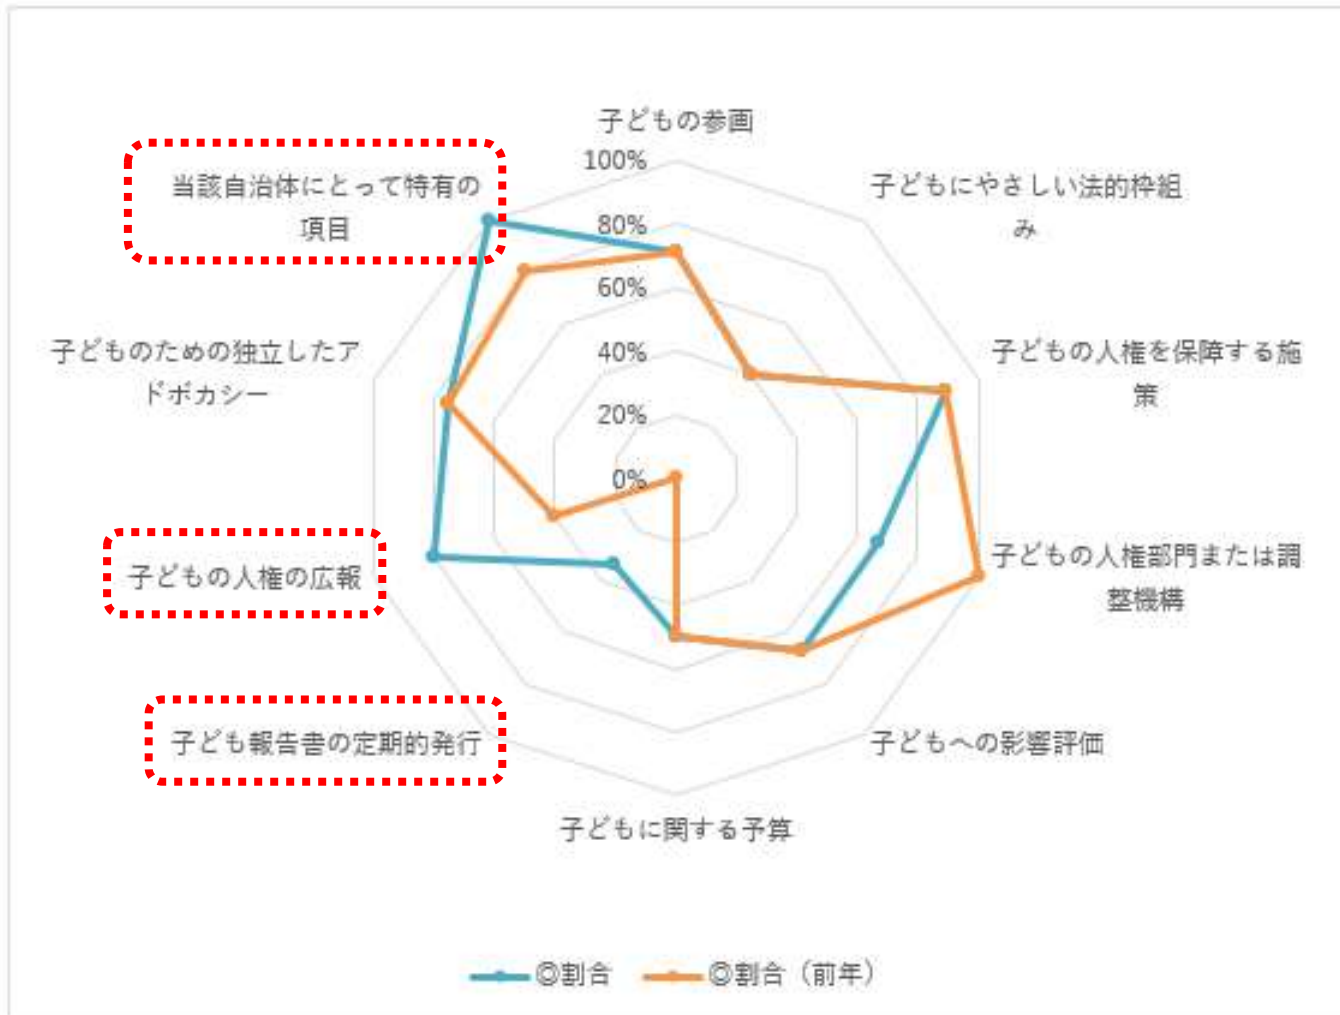 子どもの参画
100%
80%
60%
40%
20%
0%
子どもにやさしい法的枠組
み
子どもの人権を保障する施
策
子どもの人権部門または調
整機構
子どもへの影響評価
子どもに関する予算
子ども報告書の定期的発行
子どもの人権の広報
子どものための独立したア
ドボカシー
当該自治体にとって特有の
項目
◎割合
◎割合（前年）